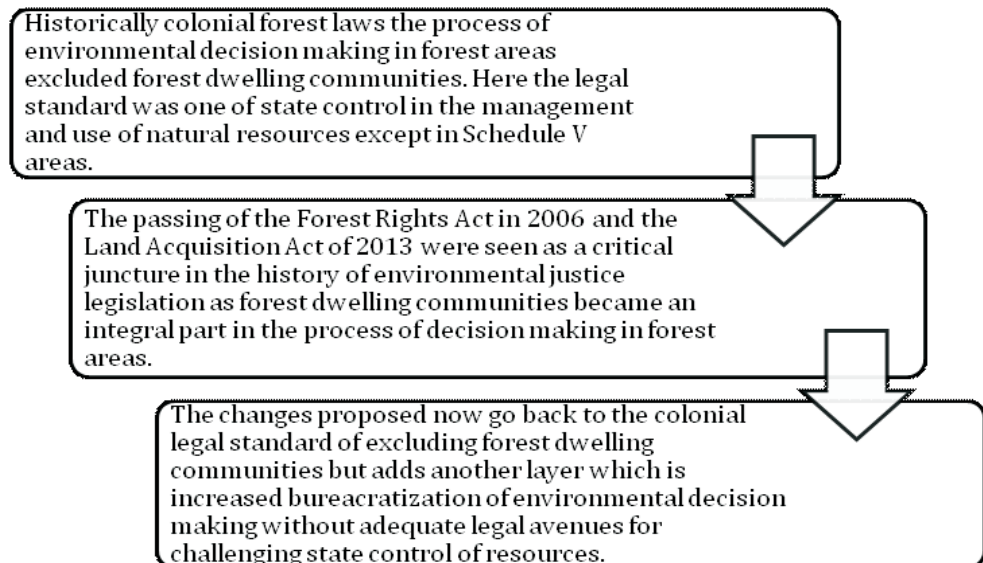 Historically colonial forest laws the process of
environmental decision making in forest areas
excluded forest dwelling communities. Here the legal
standard was one of state control in the management
and use of natural resources except in Schedule V
areas.
The passing of the Forest Rights Act in 2006 and the
Land Acquisition Act of 2013 were seen as a critical
juncture in the history of environmental justice
legislation as forest dwelling communities became an
integral part in the process of decision making in forest
areas.
The changes proposed now go back to the colonial
legal standard of excluding forest dwelling
communities but adds another layer which is
increased bureacratization of environmental decision
making without adequate legal avenues for
challenging state control of resources.